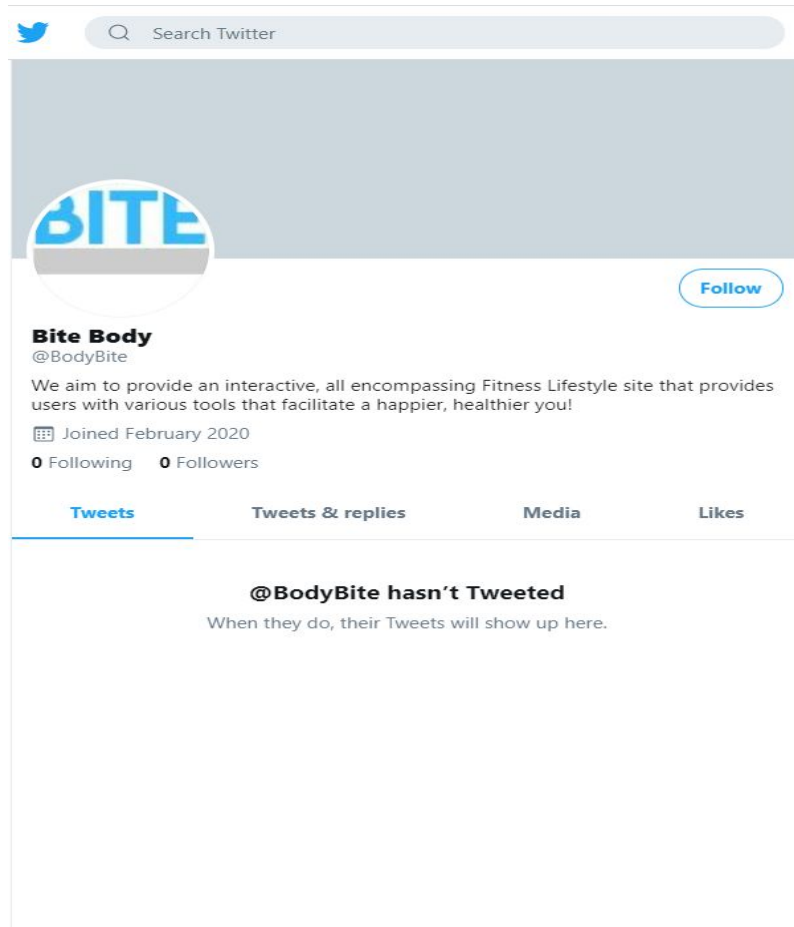 Search Twitter
BITE
Follow
Bite Body
@BodyBite
We aim to provide an interactive, all encompassing Fitness Lifestyle site that provides
users with various tools that facilitate a happier, healthier you!
Joined February 2020
0 Following 0 Followers
Tweets Tweets & replies Media Likes
@BodyBite hasn’t Tweeted
When they do, their Tweets will show up here.